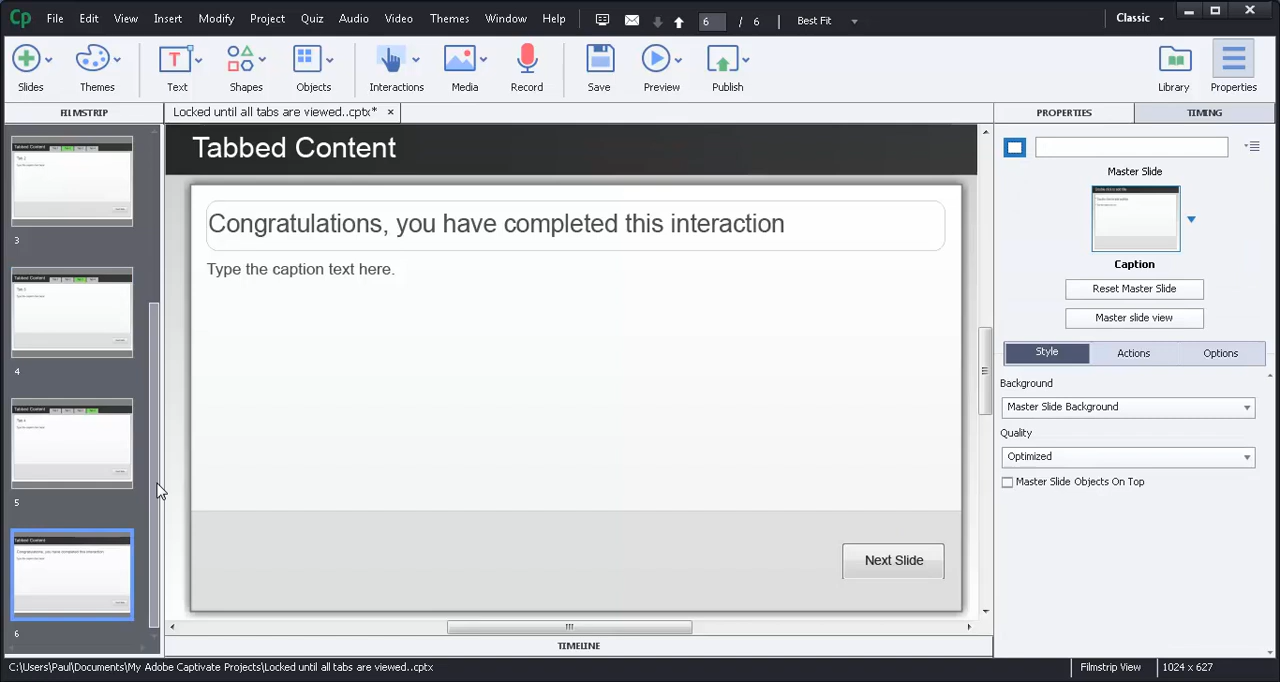 Cp File Edit View Insert Modify Project Quiz Audio Video Themes Window Help 6 / 6 Best Fit Classic
Slides Themes Text Shapes Objects Interactions Media Record Save Preview Publish Library Properties
FILMSTRIP Locked until all tabs are viewed..cptx* × PROPERTIES TIMING
Tabbed Content
Congratulations, you have completed this interaction
Type the caption text here.
Next Slide
TIMELINE
3
4
5
6
Master Slide
Caption
Reset Master Slide
Master slide view
Style Actions Options
Background
Master Slide Background
Quality
Optimized
Master Slide Objects On Top
C:\Users\Paul\Documents\My Adobe Captivate Projects\Locked until all tabs are viewed..cptx Filmstrip View 1024 x 627